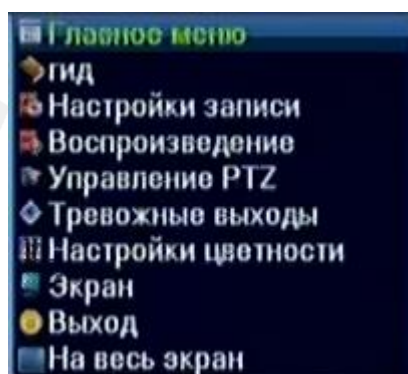 Главное меню
гид
Настройки записи
Воспроизведение
Управление PTZ
Тревожные выходы
Настройки цветности
Экран
Выход
На весь экран